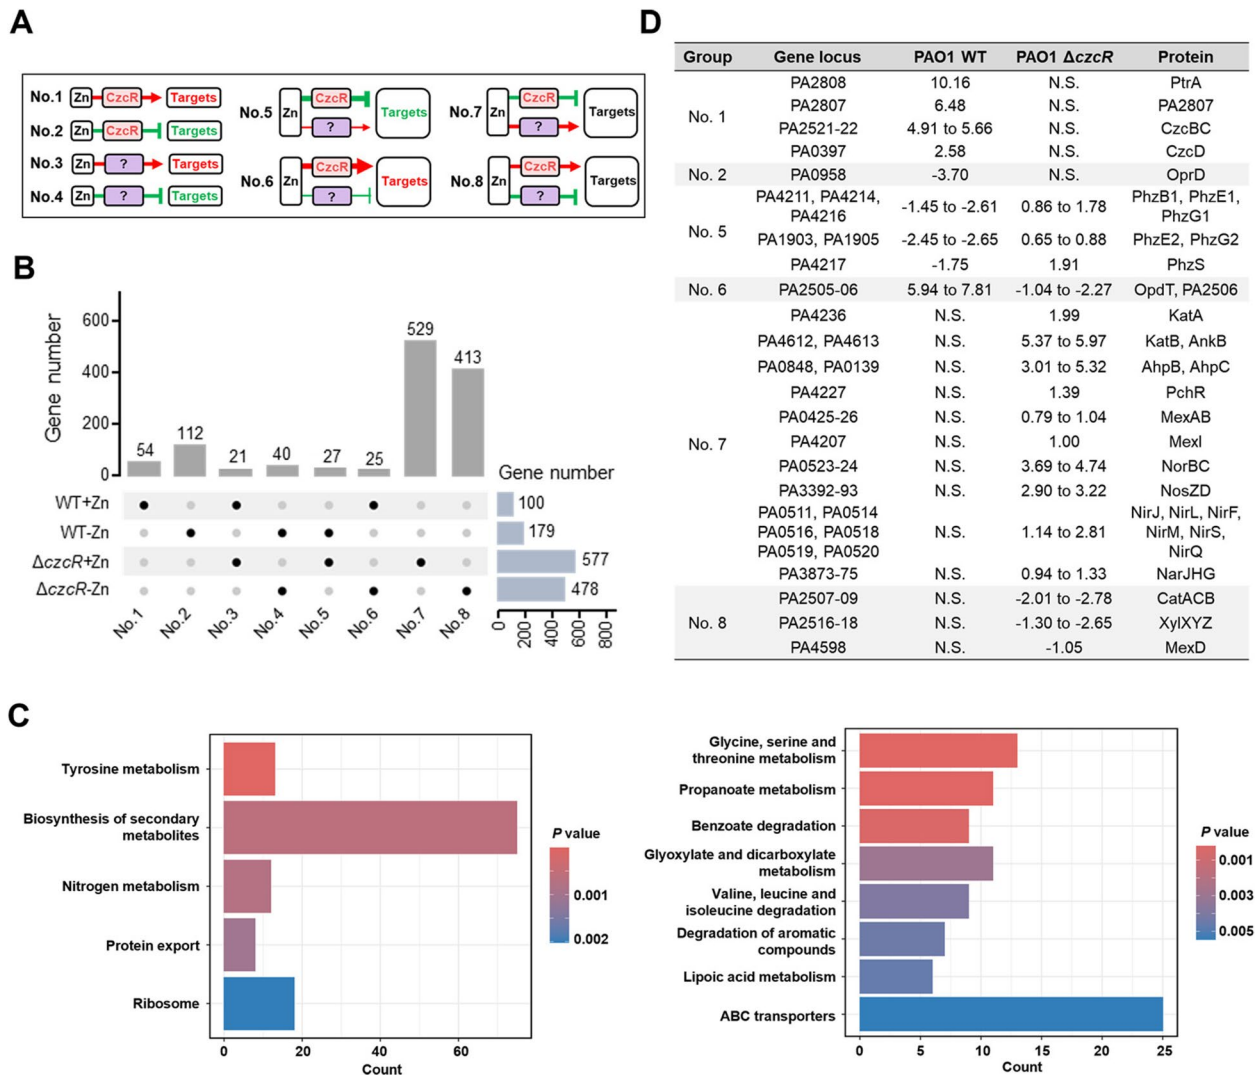 A
No.1 Zn CzcR Targets
No.2 Zn CzcR Targets
No.3 Zn ? Targets
No.4 Zn ? Targets
No.5 Zn CzcR ? Targets
No.6 Zn CzcR ? Targets
No.7 Zn CzcR ? Targets
No.8 Zn CzcR ? Targets
B
Gene number
600
400
200
0
54 112 21 40 27 25 529 413
Gene number
WT+Zn 100
WT-Zn 179
ΔczcR+Zn 577
ΔczcR-Zn 478
No.1 No.2 No.3 No.4 No.5 No.6 No.7 No.8
0 200 400 600 800
C
Tyrosine metabolism
Biosynthesis of secondary
metabolites
Nitrogen metabolism
Protein export
Ribosome
0 20 40 60
Count
P value
0.001
0.002
Glycine, serine and
threonine metabolism
Propanoate metabolism
Benzoate degradation
Glyoxylate and dicarboxylate
metabolism
Valine, leucine and
isoleucine degradation
Degradation of aromatic
compounds
Lipoic acid metabolism
ABC transporters
0 5 10 15 20 25
Count
P value
0.001
0.003
0.005
D
Group Gene locus PAO1 WT PAO1 ΔczcR Protein
No. 1
PA2808 10.16 N.S. PtrA
PA2807 6.48 N.S. PA2807
PA2521-22 4.91 to 5.66 N.S. CzcBC
PA0397 2.58 N.S. CzcD
No. 2 PA0958 -3.70 N.S. OprD
No. 5
PA4211, PA4214,
PA4216
-1.45 to -2.61 0.86 to 1.78
PhzB1, PhzE1,
PhzG1
PA1903, PA1905 -2.45 to -2.65 0.65 to 0.88 PhzE2, PhzG2
PA4217 -1.75 1.91 PhzS
No. 6 PA2505-06 5.94 to 7.81 -1.04 to -2.27 OpdT, PA2506
No. 7
PA4236 N.S. 1.99 KatA
PA4612, PA4613 N.S. 5.37 to 5.97 KatB, AnkB
PA0848, PA0139 N.S. 3.01 to 5.32 AhpB, AhpC
PA4227 N.S. 1.39 PchR
PA0425-26 N.S. 0.79 to 1.04 MexAB
PA4207 N.S. 1.00 MexI
PA0523-24 N.S. 3.69 to 4.74 NorBC
PA3392-93 N.S. 2.90 to 3.22 NosZD
PA0511, PA0514
PA0516, PA0518
PA0519, PA0520
N.S. 1.14 to 2.81
NirJ, NirL, NirF,
NirM, NirS,
NirQ
PA3873-75 N.S. 0.94 to 1.33 NarJHG
No. 8
PA2507-09 N.S. -2.01 to -2.78 CatACB
PA2516-18 N.S. -1.30 to -2.65 XylXYZ
PA4598 N.S. -1.05 MexD